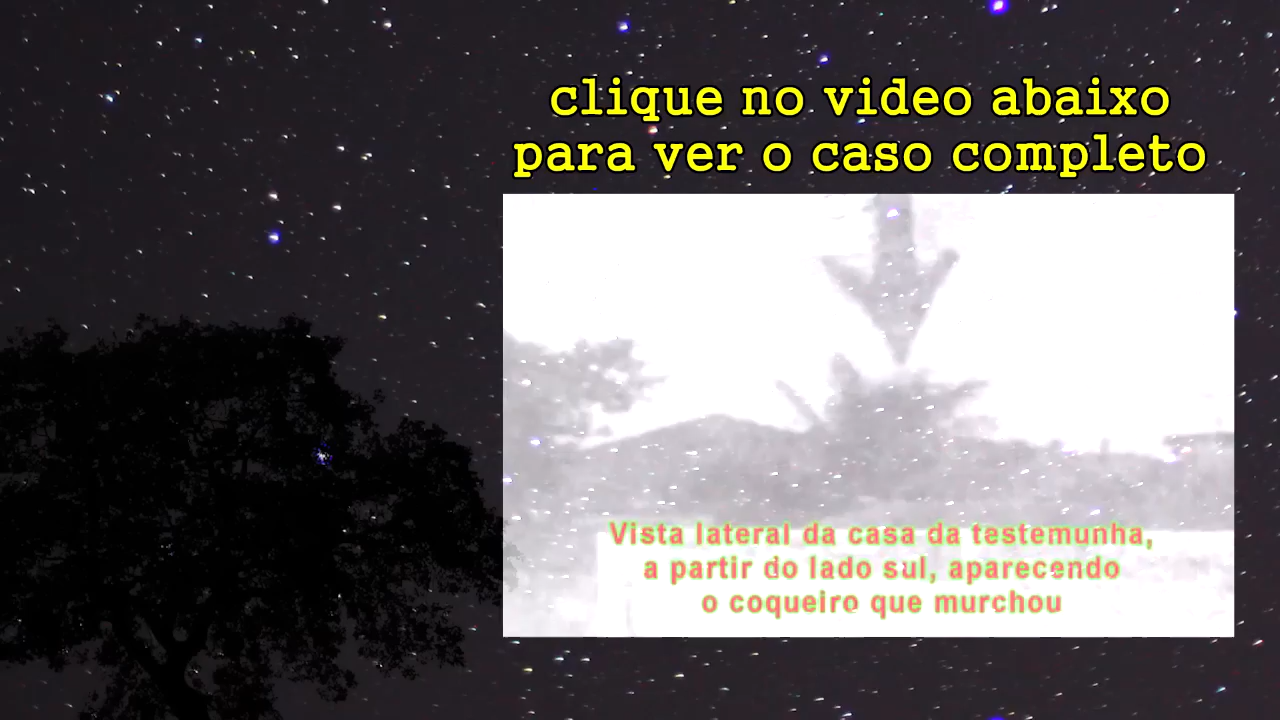 clique no video abaixo
para ver o caso completo
Vista lateral da casa da testemunha,
a partir do lado sul, aparecendo
o coqueiro que murchou